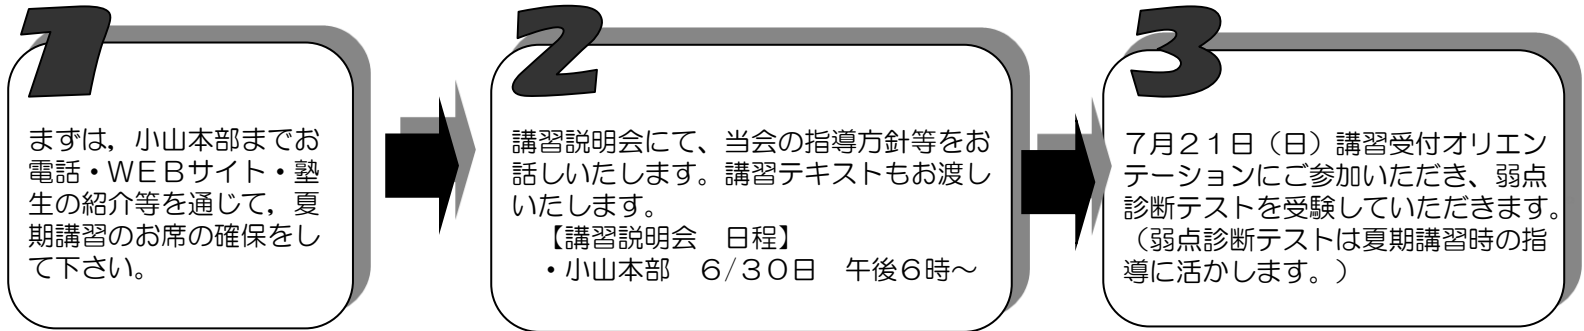 1
まずは，小山本部までお
電話・ＷＥＢサイト・塾
生の紹介等を通じて，夏
期講習のお席の確保をし
て下さい。
2
講習説明会にて、当会の指導方針等をお
話しいたします。講習テキストもお渡し
いたします。
【講習説明会　日程】
・小山本部　６/３０日　午後６時～
3
７月２１日（日）講習受付オリエン
テーションにご参加いただき、弱点
診断テストを受験していただきます。
（弱点診断テストは夏期講習時の指
導に活かします。）